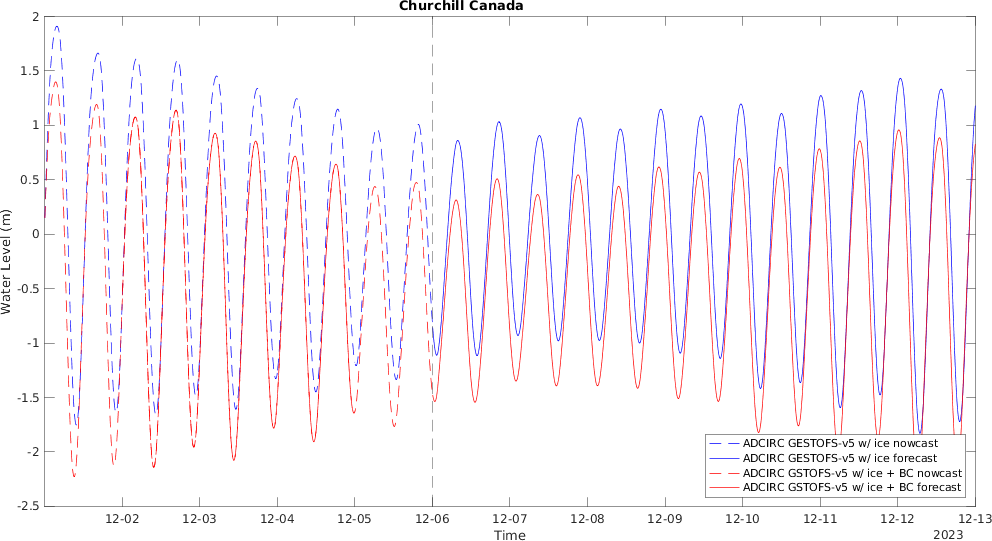 Churchill Canada
2
1.5
1
0.5
0
-0.5
-1
-1.5
-2
-2.5
Water Level (m)
12-02 12-03 12-04 12-05 12-06 12-07 12-08 12-09 12-10 12-11 12-12 12-13
Time
2023
ADCIRC GESTOFS-v5 w/ ice nowcast
ADCIRC GESTOFS-v5 w/ ice forecast
ADCIRC GSTOFS-v5 w/ ice + BC nowcast
ADCIRC GSTOFS-v5 w/ ice + BC forecast